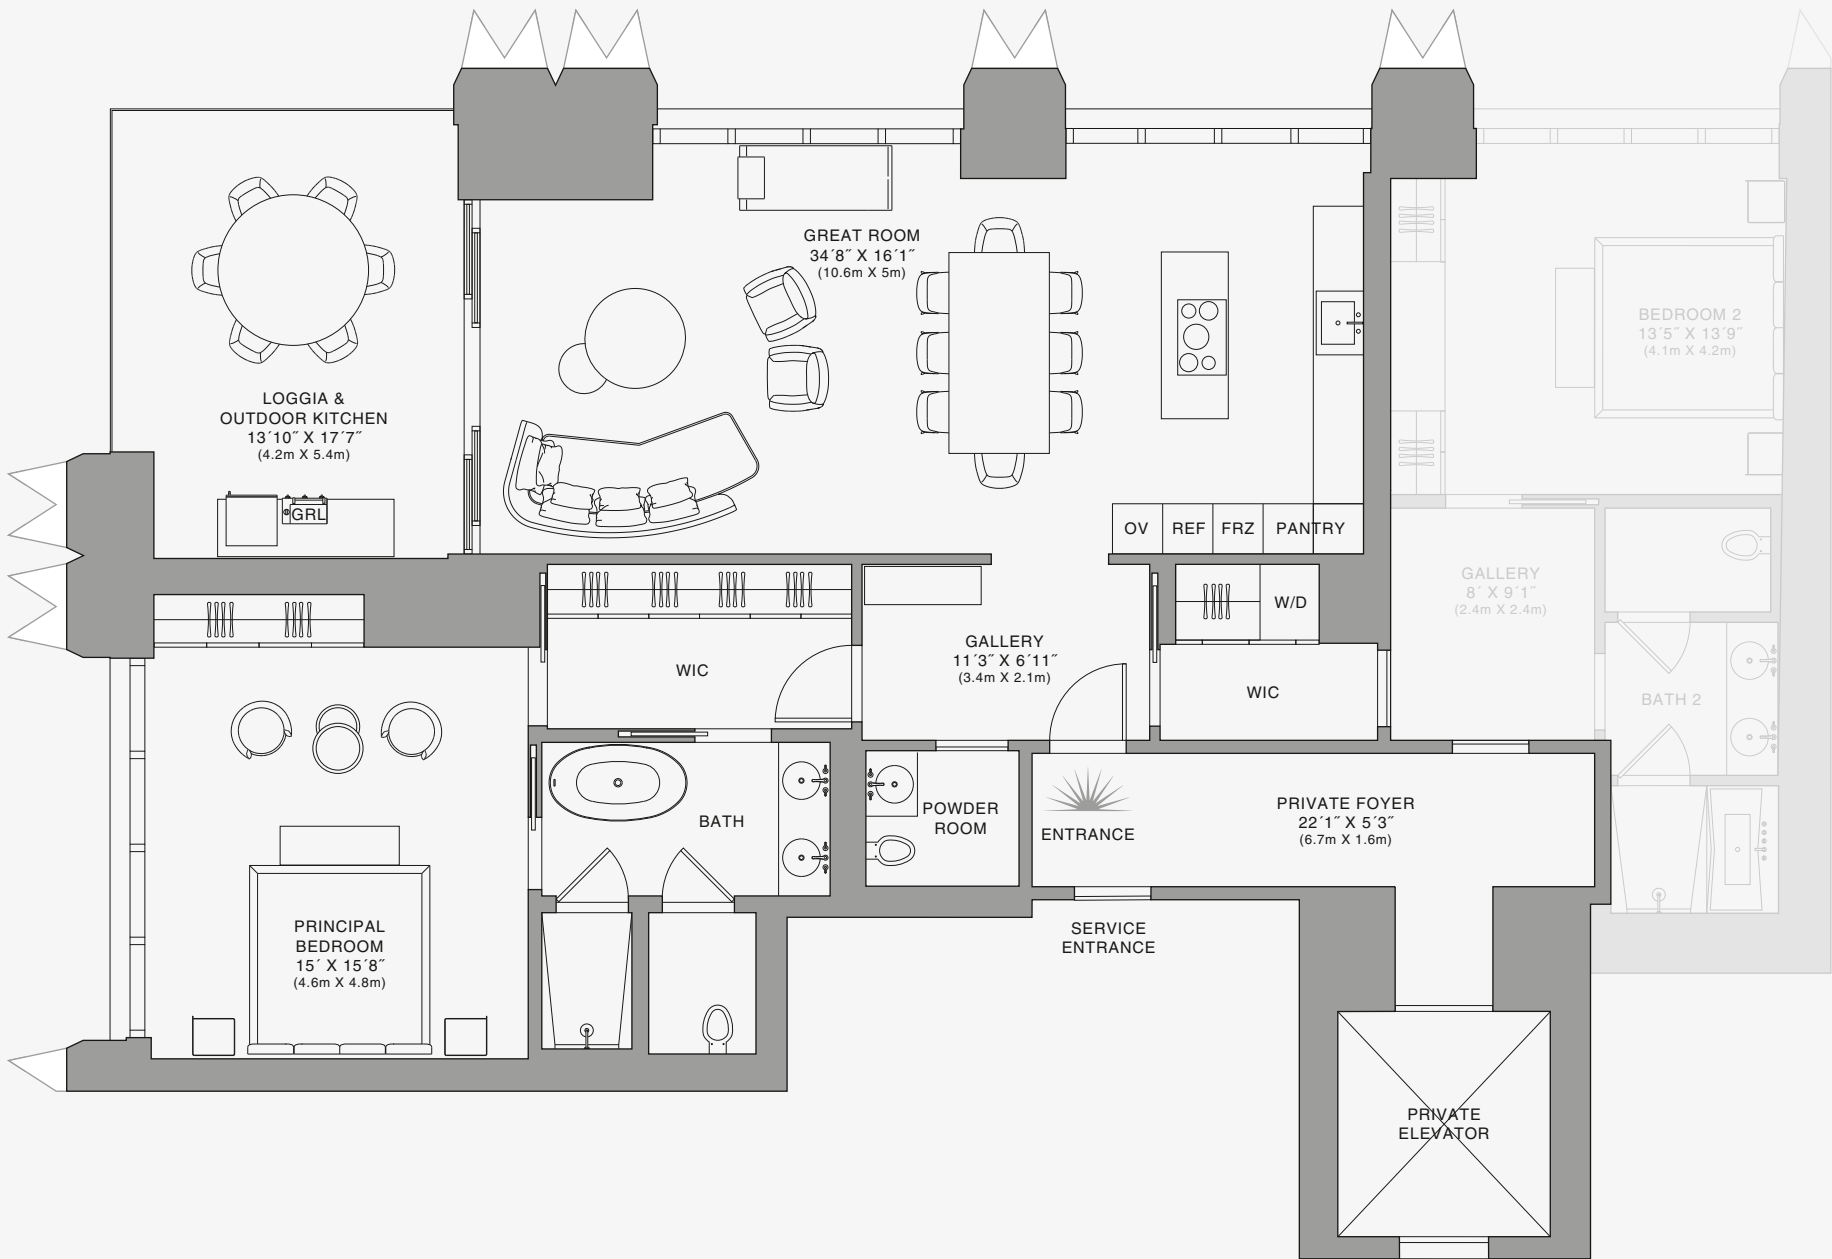 GREAT ROOM
34´8˝ X 16´1˝
(10.6m X 5m)
LOGGIA &
OUTDOOR KITCHEN
13´10˝ X 17´7˝
(4.2m X 5.4m)
GRL
OV
REF
FRZ
PANTRY
BEDROOM 2
13´5˝ X 13´9˝
(4.1m X 4.2m)
GALLERY
8´ X 9´1˝
(2.4m X 2.4m)
BATH 2
WIC
GALLERY
11´3˝ X 6´11˝
(3.4m X 2.1m)
W/D
WIC
BATH
POWDER
ROOM
ENTRANCE
PRIVATE FOYER
22´1˝ X 5´3˝
(6.7m X 1.6m)
PRINCIPAL
BEDROOM
15´ X 15´8˝
(4.6m X 4.8m)
SERVICE
ENTRANCE
PRIVATE
ELEVATOR